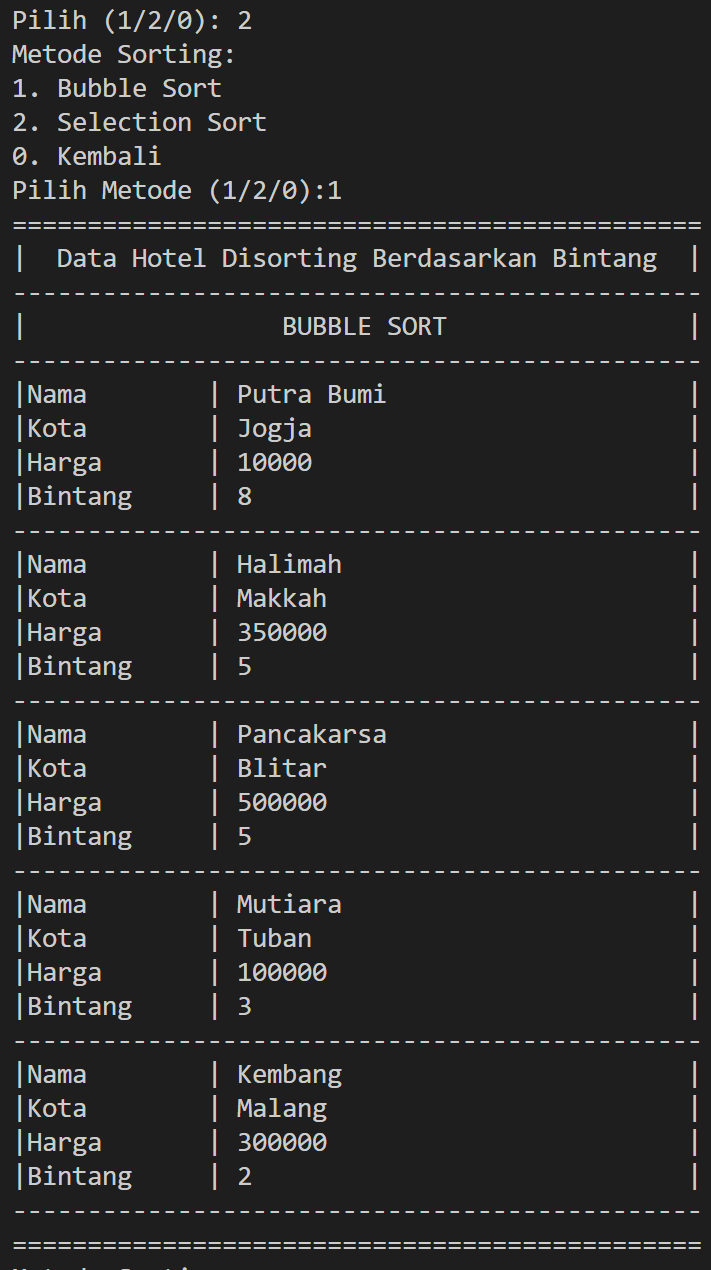 Pilih (1/2/0): 2
Metode Sorting:
1. Bubble Sort
2. Selection Sort
0. Kembali
Pilih Metode (1/2/0):1
==============================================
|  Data Hotel Disorting Berdasarkan Bintang  |
----------------------------------------------
|                 BUBBLE SORT                |
----------------------------------------------
|Nama        | Putra Bumi                    |
|Kota        | Jogja                         |
|Harga       | 10000                         |
|Bintang     | 8                             |
----------------------------------------------
|Nama        | Halimah                       |
|Kota        | Makkah                        |
|Harga       | 350000                        |
|Bintang     | 5                             |
----------------------------------------------
|Nama        | Pancakarsa                    |
|Kota        | Blitar                        |
|Harga       | 500000                        |
|Bintang     | 5                             |
----------------------------------------------
|Nama        | Mutiara                       |
|Kota        | Tuban                         |
|Harga       | 100000                        |
|Bintang     | 3                             |
----------------------------------------------
|Nama        | Kembang                       |
|Kota        | Malang                        |
|Harga       | 300000                        |
|Bintang     | 2                             |
----------------------------------------------
==============================================